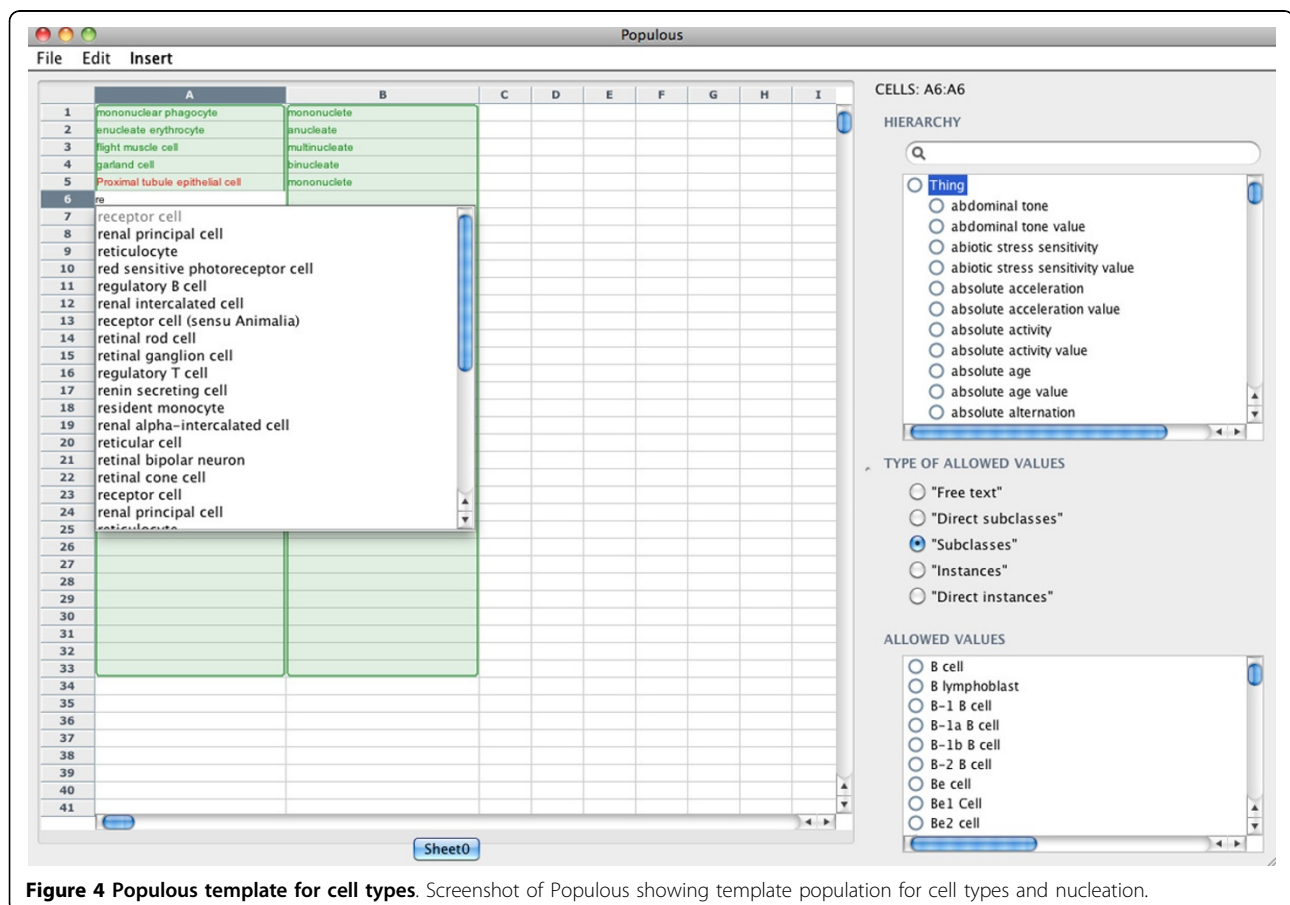 Populous
File Edit Insert
A B C D E F G H I
1 mononuclear phagocyte mononuclete
2 enucleate erythrocyte anucleate
3 flight muscle cell multinucleate
4 garland cell binucleate
5 Proximal tubule epithelial cell mononuclete
6 re
7 receptor cell
8 renal principal cell
9 reticulocyte
10 red sensitive photoreceptor cell
11 regulatory B cell
12 renal intercalated cell
13 receptor cell (sensu Animalia)
14 retinal rod cell
15 retinal ganglion cell
16 regulatory T cell
17 renin secreting cell
18 resident monocyte
19 renal alpha-intercalated cell
20 reticular cell
21 retinal bipolar neuron
22 retinal cone cell
23 receptor cell
24 renal principal cell
25 reticulocyte
26
27
28
29
30
31
32
33
34
35
36
37
38
39
40
41
Sheet0
CELLS: A6:A6
HIERARCHY
Thing
abdominal tone
abdominal tone value
abiotic stress sensitivity
abiotic stress sensitivity value
absolute acceleration
absolute acceleration value
absolute activity
absolute activity value
absolute age
absolute age value
absolute alternation
TYPE OF ALLOWED VALUES
"Free text"
"Direct subclasses"
"Subclasses"
"Instances"
"Direct instances"
ALLOWED VALUES
B cell
B lymphoblast
B-1 B cell
B-1a B cell
B-1b B cell
B-2 B cell
Be cell
Be1 Cell
Be2 cell
Figure 4 Populous template for cell types. Screenshot of Populous showing template population for cell types and nucleation.